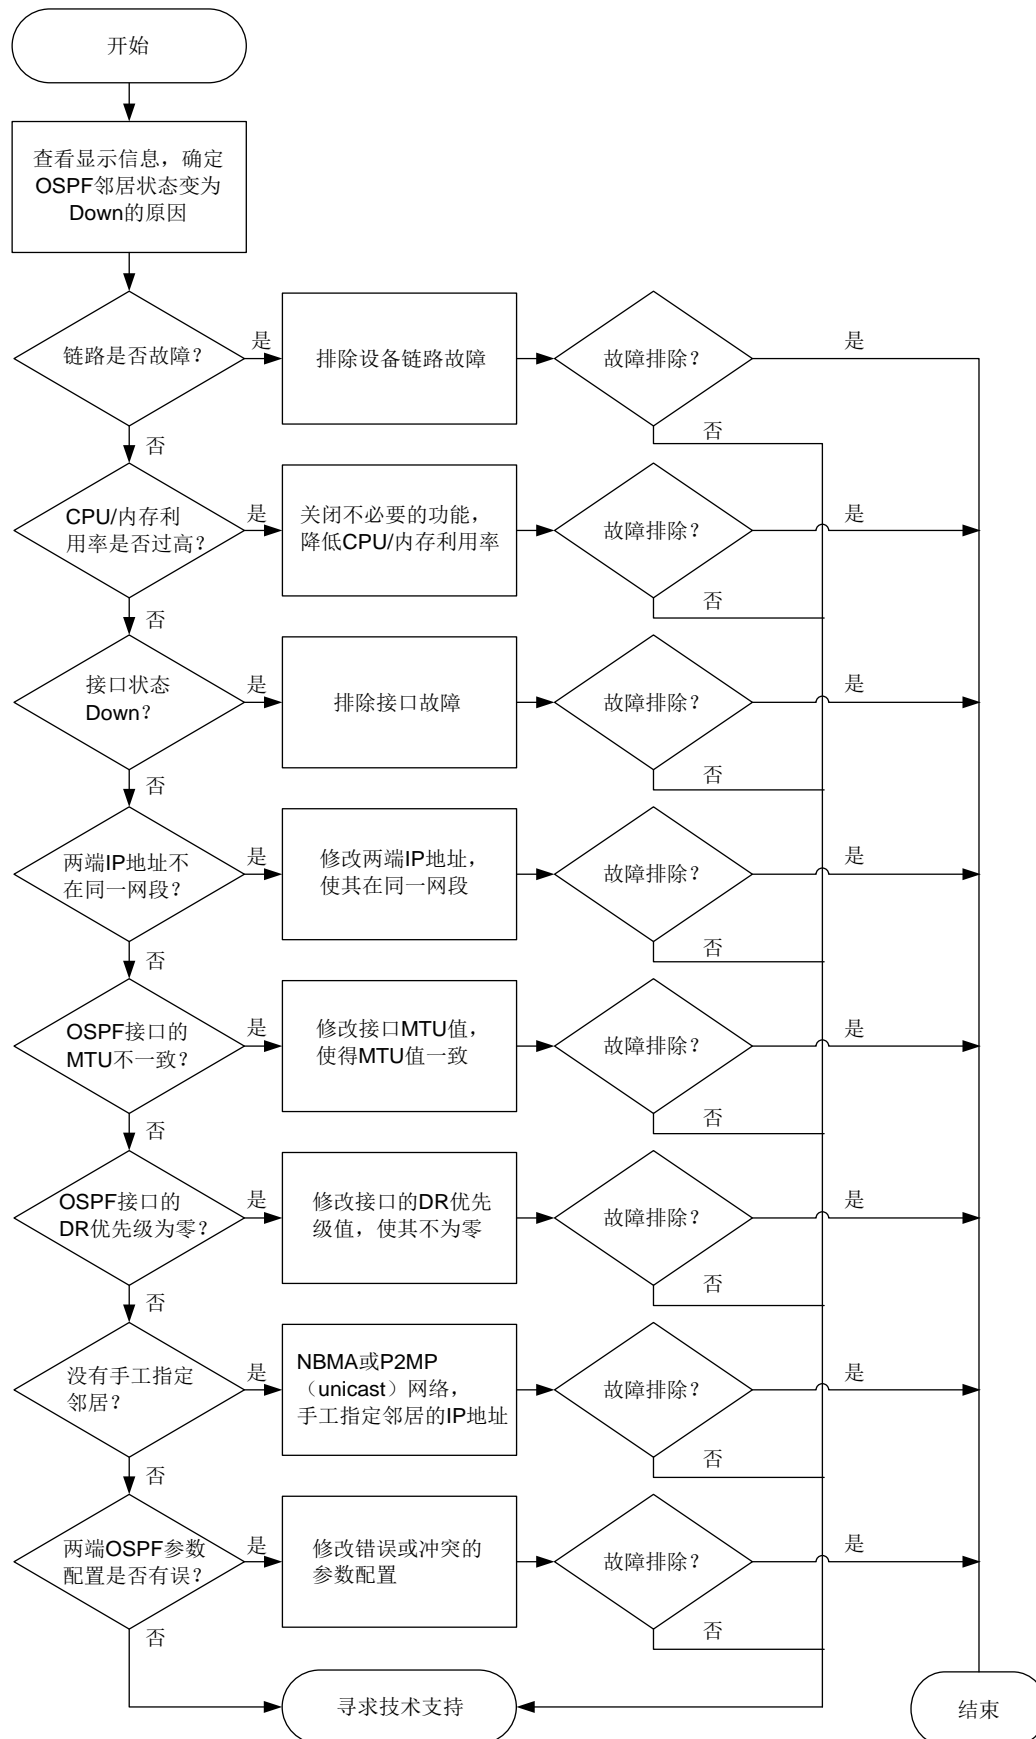 开始
查看显示信息，确定
OSPF邻居状态变为
Down的原因
链路是否故障？
是
排除设备链路故障
故障排除？
是
否
否
CPU/内存利
用率是否过高？
是
关闭不必要的功能，
降低CPU/内存利用率
故障排除？
是
否
否
接口状态
Down？
是
排除接口故障
故障排除？
是
否
否
两端IP地址不
在同一网段？
是
修改两端IP地址，
使其在同一网段
故障排除？
是
否
否
OSPF接口的
MTU不一致？
是
修改接口MTU值，
使得MTU值一致
故障排除？
是
否
否
OSPF接口的
DR优先级为零？
是
修改接口的DR优先
级值，使其不为零
故障排除？
是
否
否
没有手工指定
邻居？
是
NBMA或P2MP
（unicast）网络，
手工指定邻居的IP地址
故障排除？
是
否
否
两端OSPF参数
配置是否有误？
是
修改错误或冲突的
参数配置
故障排除？
是
否
否
寻求技术支持
结束